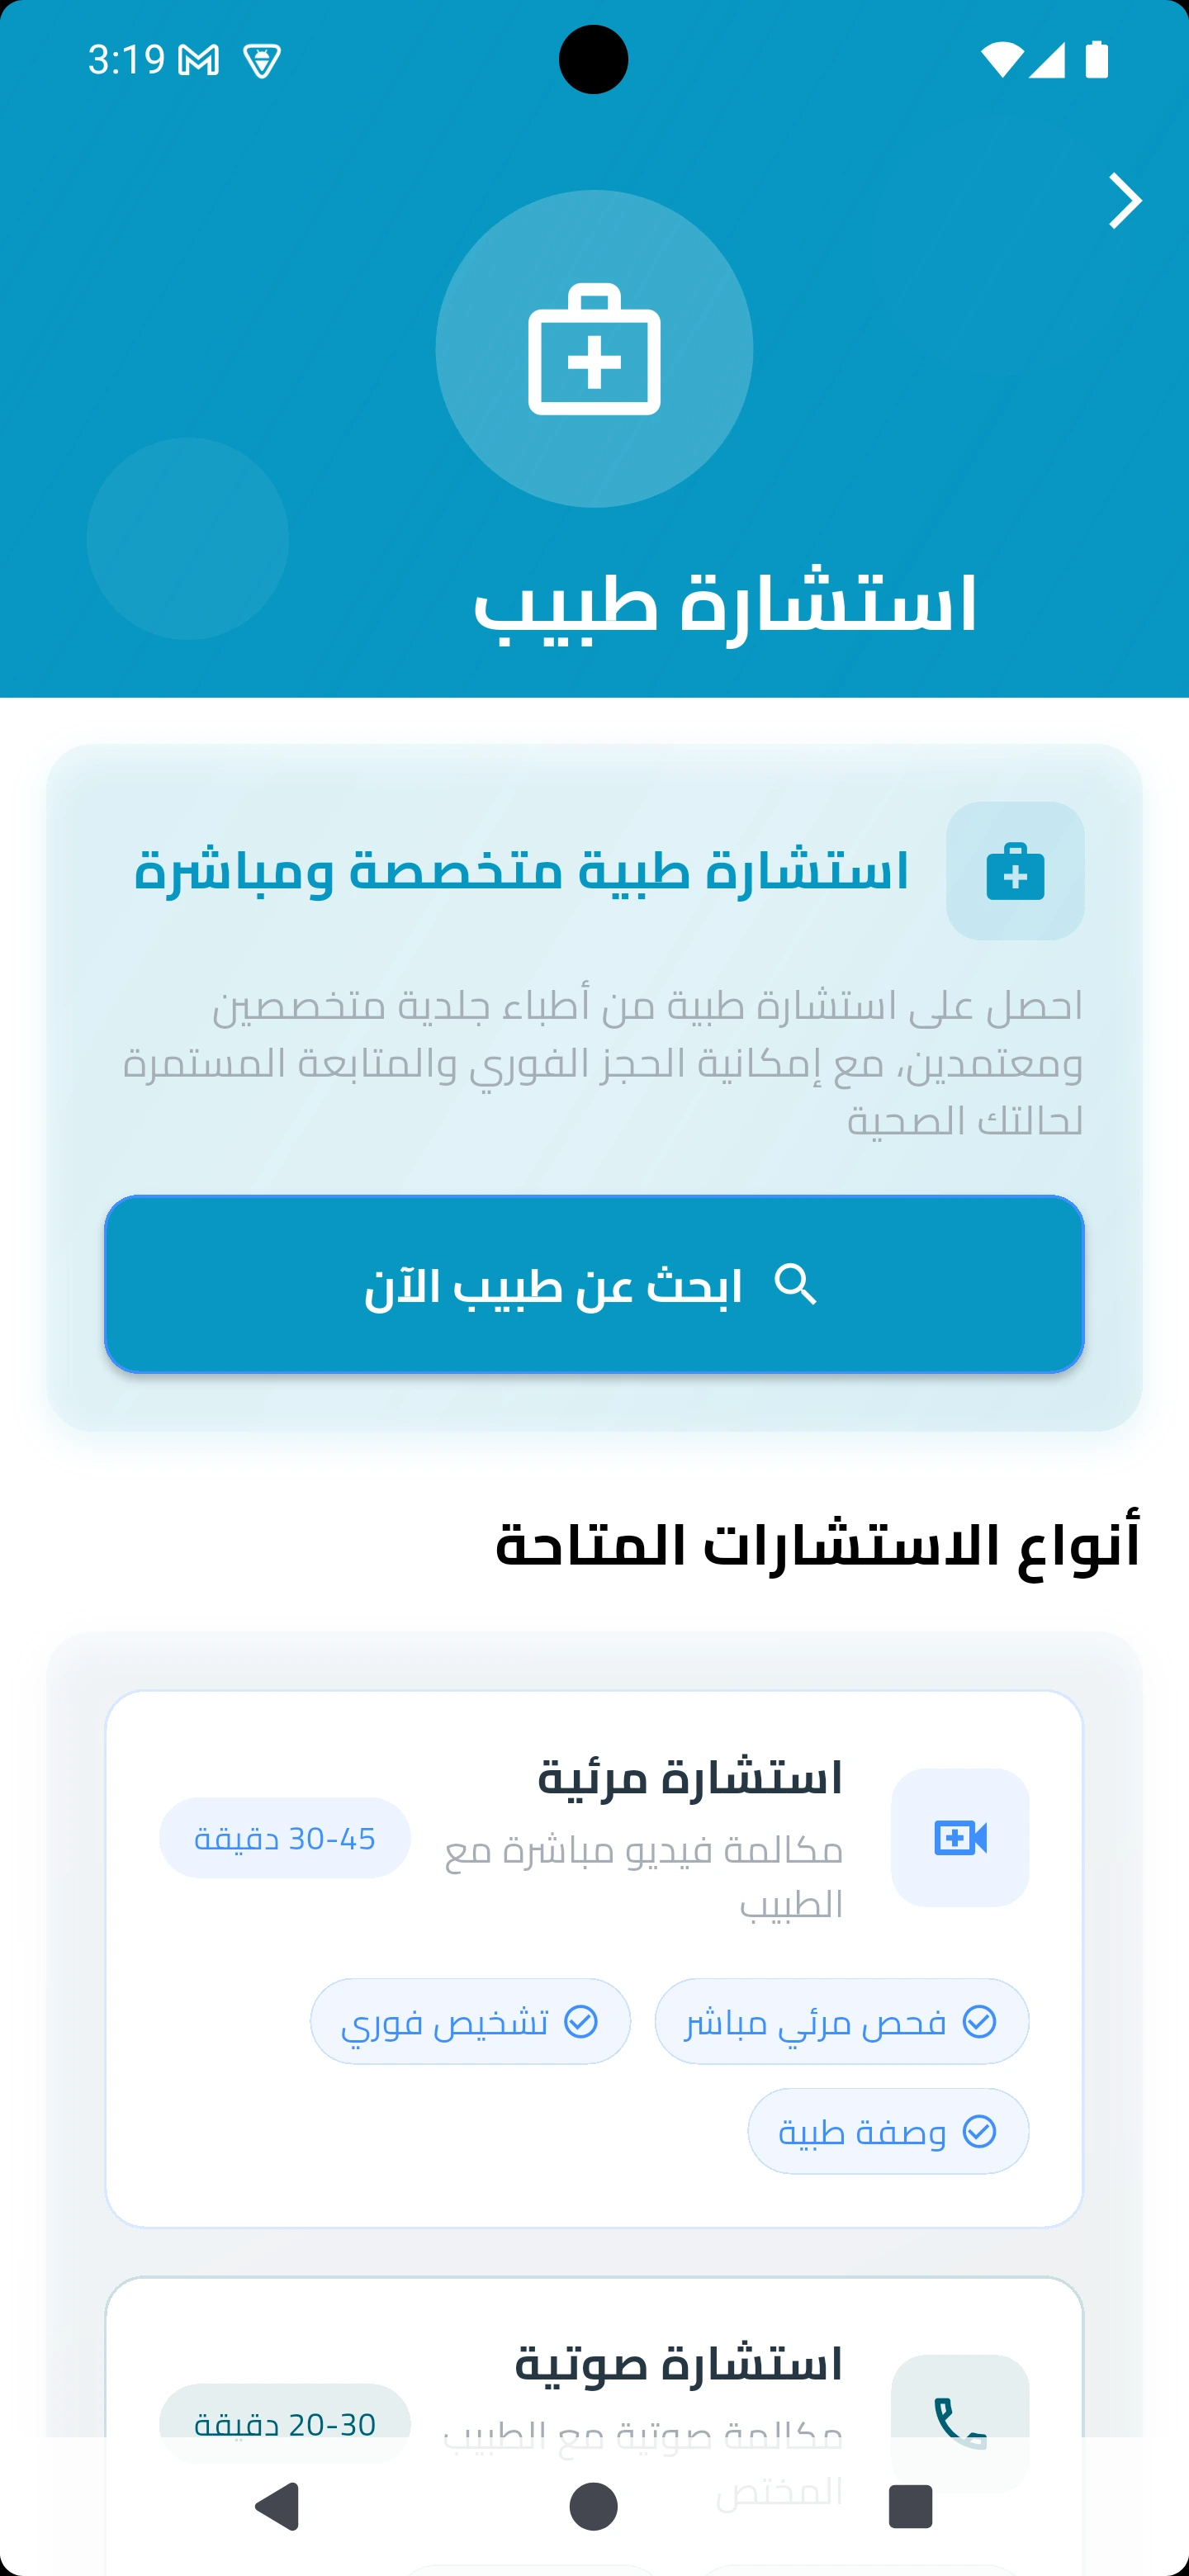 3:19
استشارة طبيب
استشارة طبية متخصصة ومباشرة
احصل على استشارة طبية من أطباء جلدية متخصصين
ومعتمدين، مع إمكانية الحجز الفوري والمتابعة المستمرة
لحالتك الصحية
ابحث عن طبيب الآن
أنواع الاستشارات المتاحة
استشارة مرئية
مكالمة فيديو مباشرة مع
الطبيب
30-45 دقيقة
فحص مرئي مباشر
تشخيص فوري
وصفة طبية
استشارة صوتية
مكالمة صوتية مع الطبيب
المختص
20-30 دقيقة